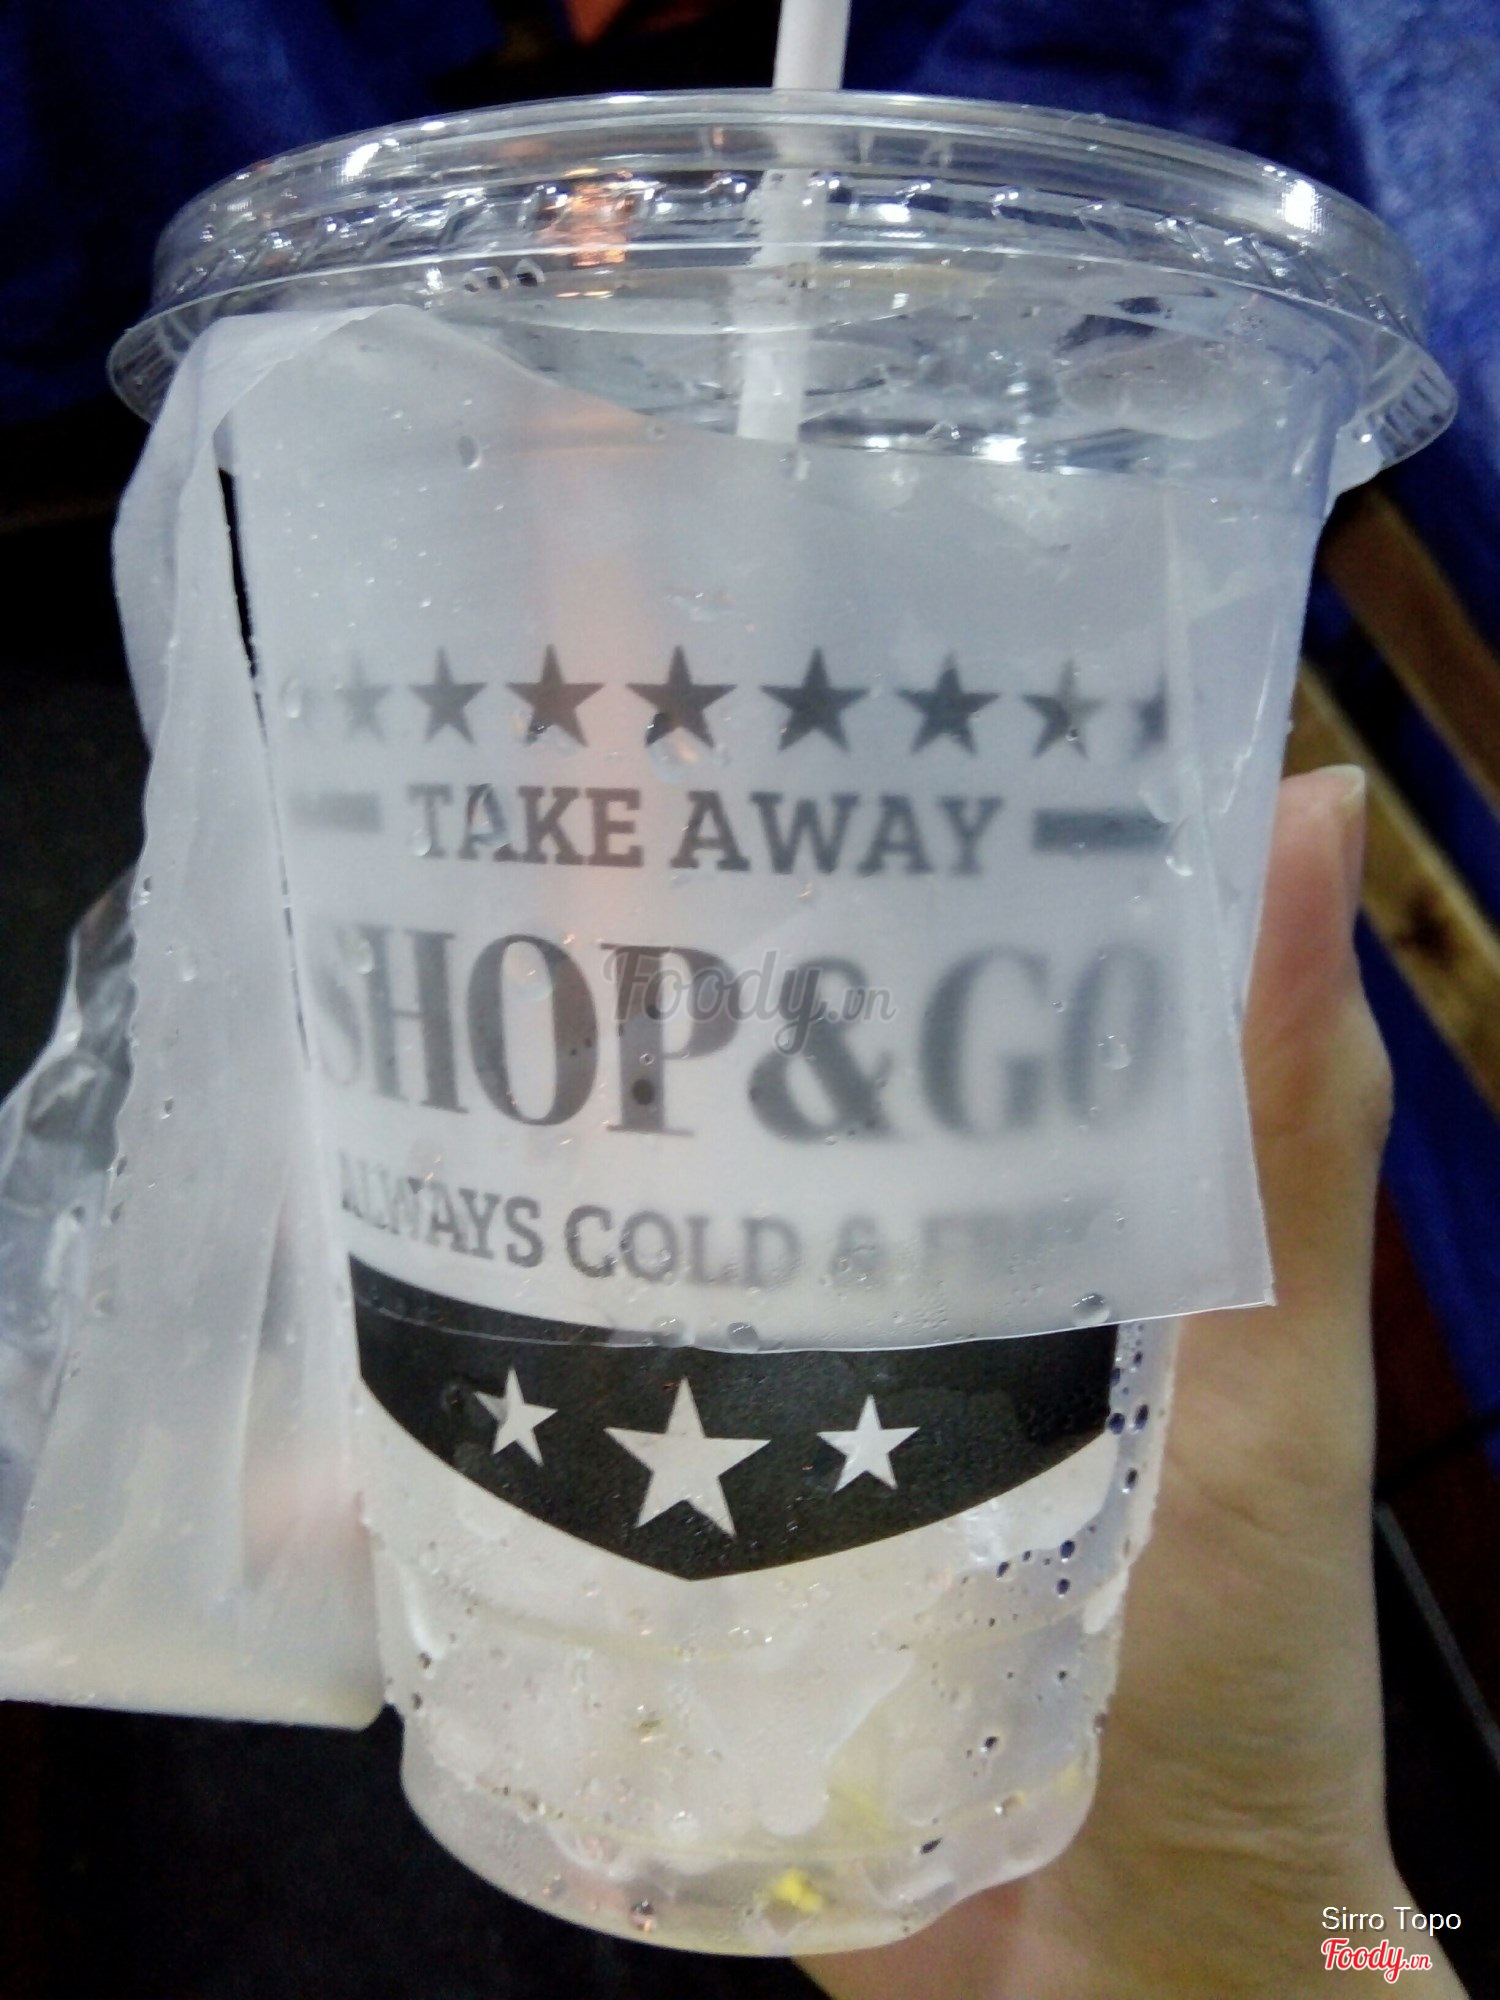 TAKE AWAY
SHOP&GO
ALWAYS COLD &
Foody.vn
Sirro Topo
Foody.vn